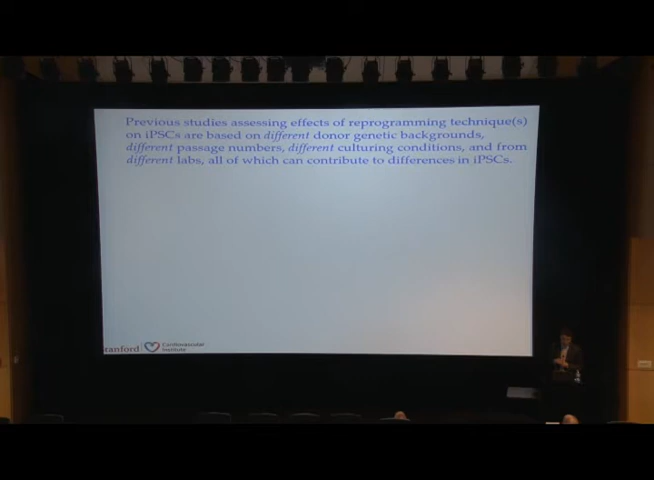 Previous studies assessing effects of reprogramming technique(s)
on iPSCs are based on different donor genetic backgrounds,
different passage numbers, different culturing conditions, and from
different labs, all of which can contribute to differences in iPSCs.
tanford
Cardiovascular
Institute